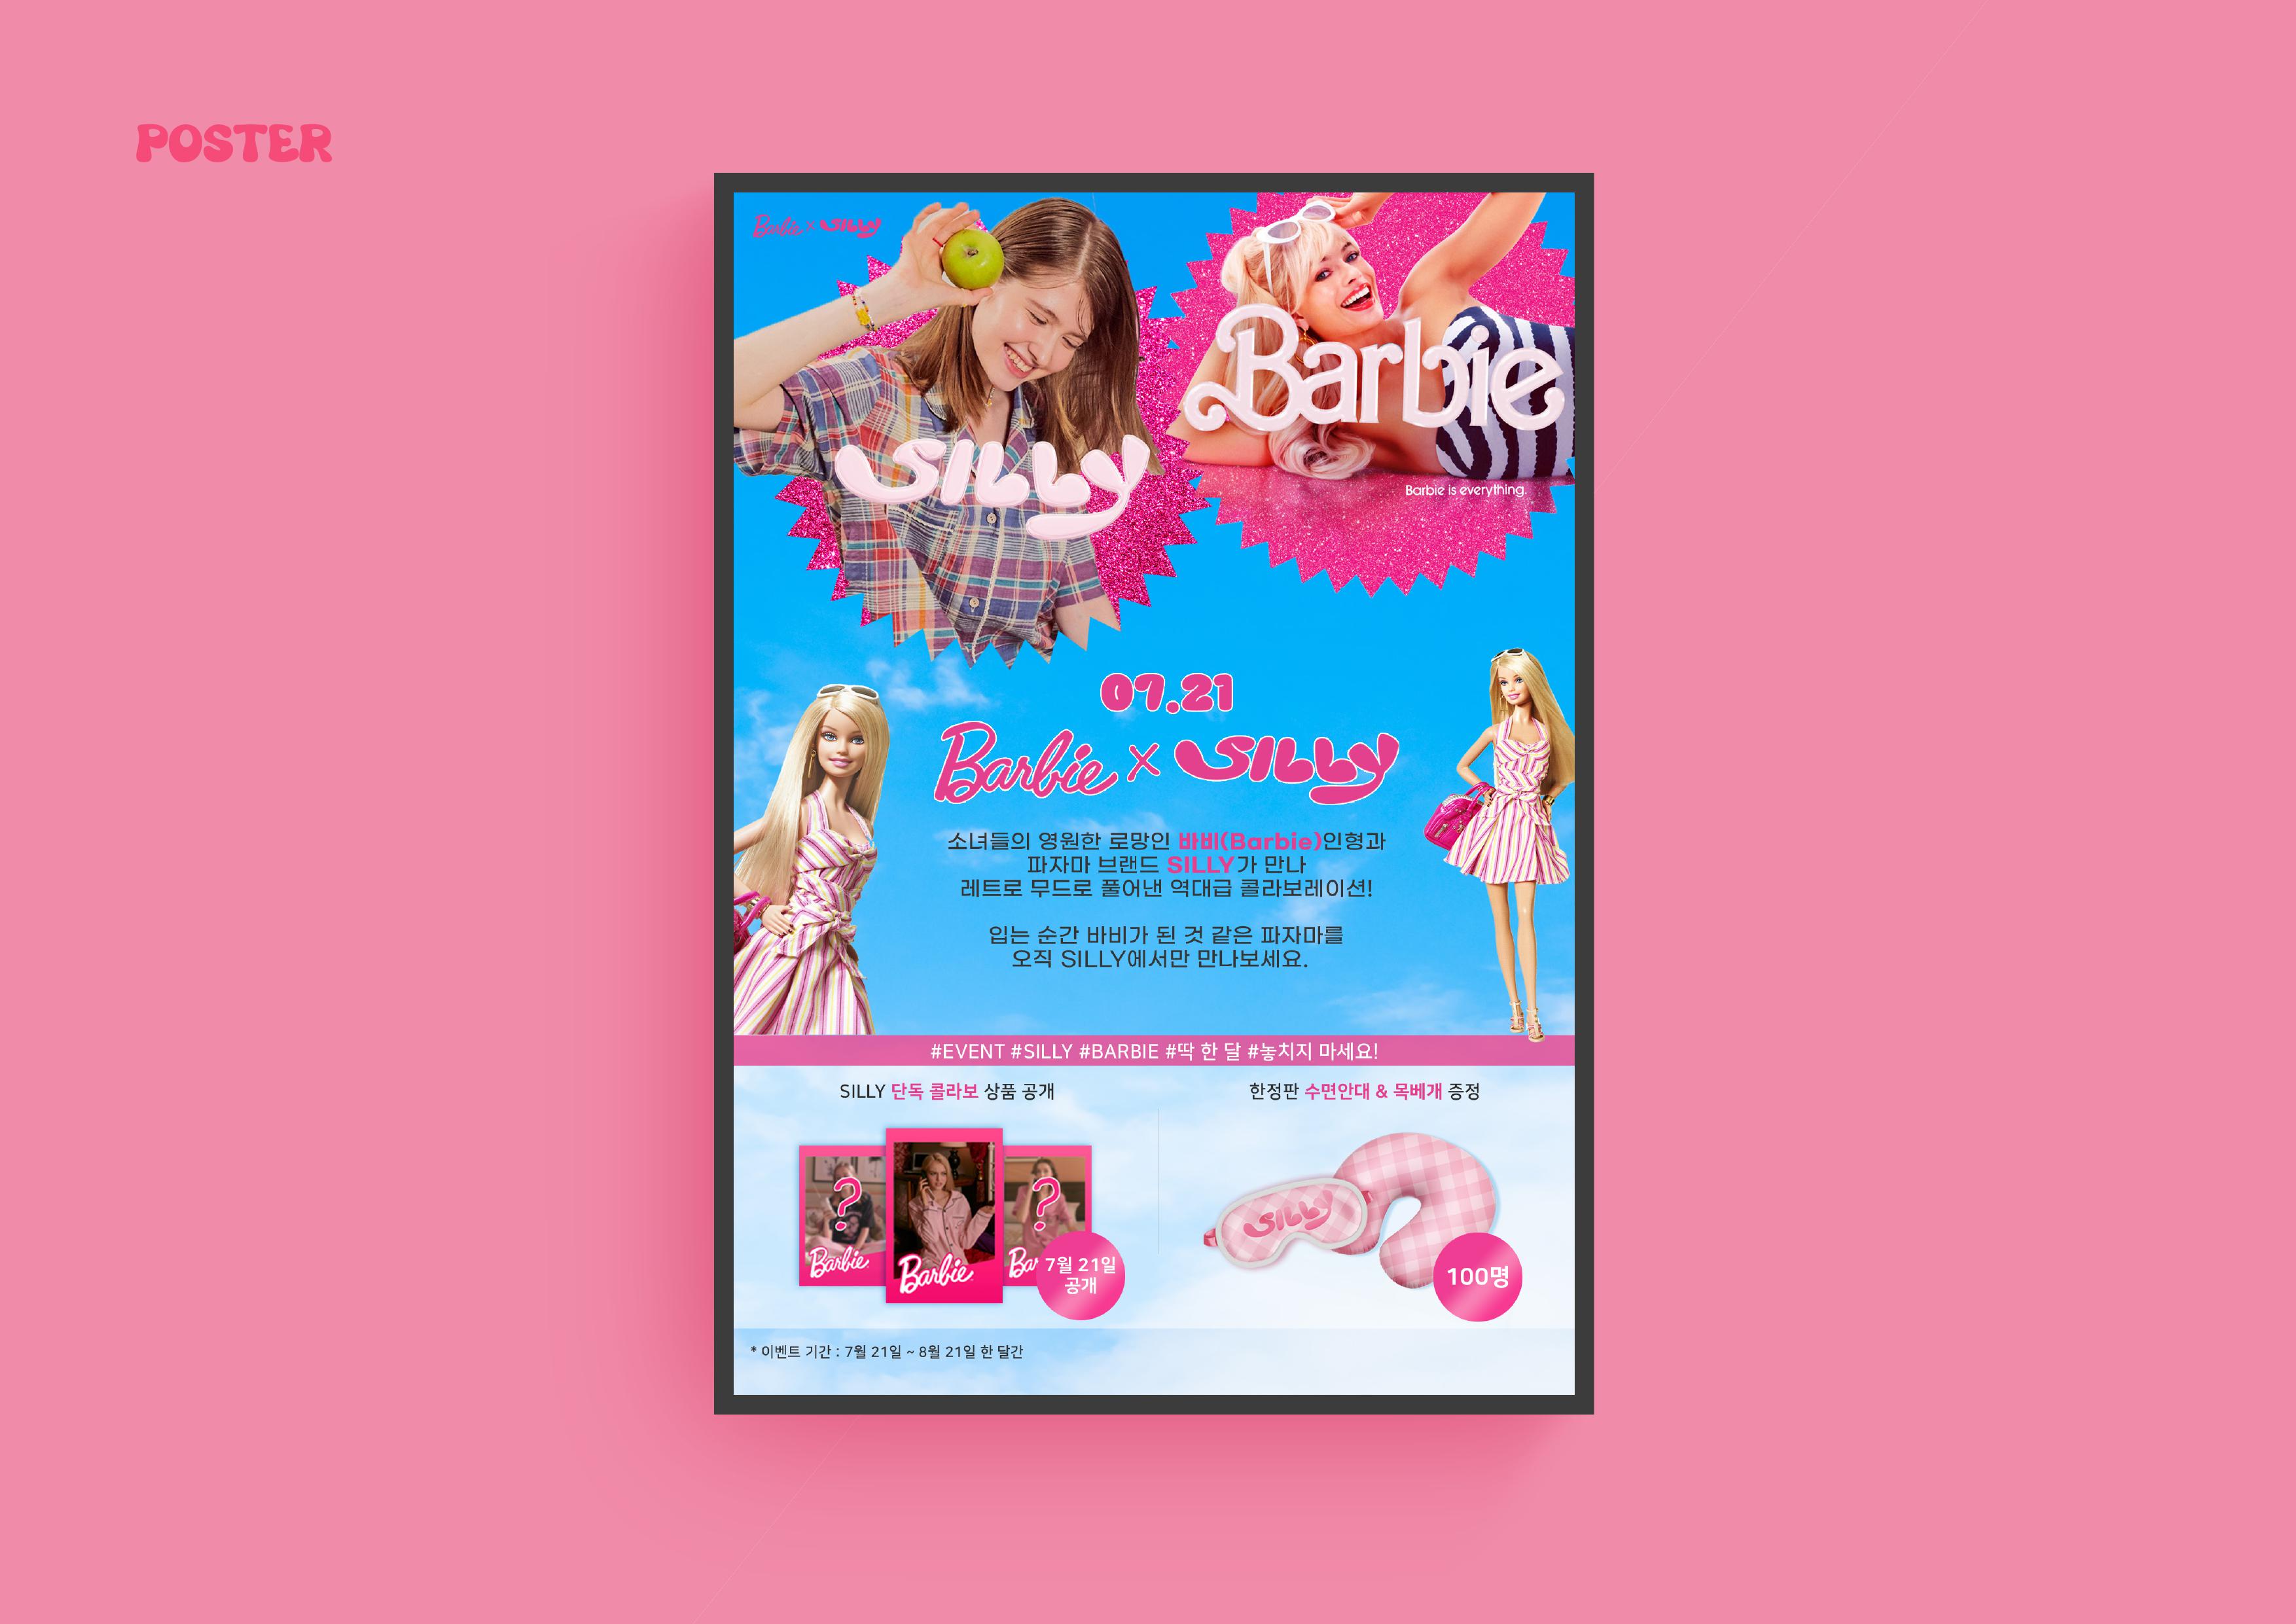 POSTER
Barbie × SILLY
SILLY
Barbie
Barbie is everything.
07.21
Barbie × SILLY
소녀들의 영원한 로망인 바비(Barbie)인형과
파자마 브랜드 SILLY가 만나
레트로 무드로 풀어낸 역대급 콜라보레이션!
입는 순간 바비가 된 것 같은 파자마를
오직 SILLY에서만 만나보세요.
#EVENT #SILLY #BARBIE #딱 한 달 #놓치지 마세요!
SILLY 단독 콜라보 상품 공개
?
Barbie
Barbie
?
Bar
7월 21일
공개
한정판 수면안대 & 목베개 증정
SILLY
100명
* 이벤트 기간 : 7월 21일 ~ 8월 21일 한 달간